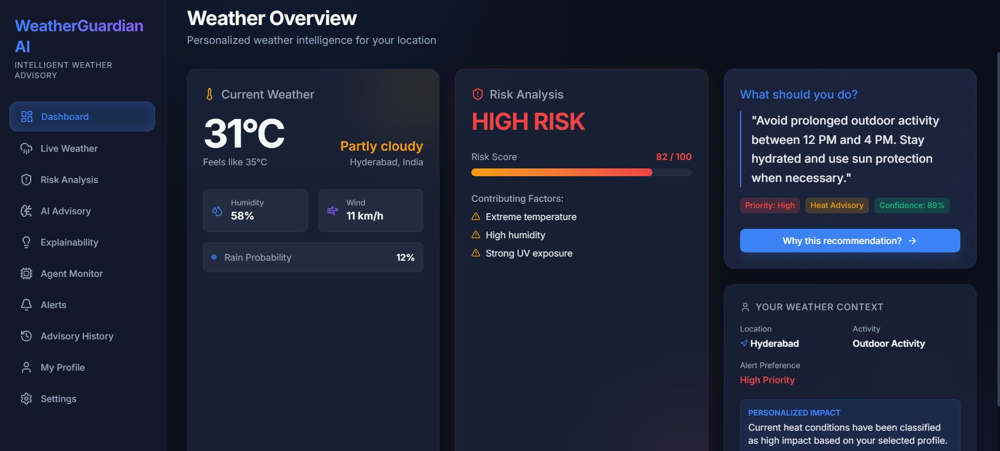 WeatherGuardian
AI
INTELLIGENT WEATHER
ADVISORY
Dashboard
Live Weather
Risk Analysis
AI Advisory
Explainability
Agent Monitor
Alerts
Advisory History
My Profile
Settings
Weather Overview
Personalized weather intelligence for your location
Current Weather
31°C
Feels like 35°C
Partly cloudy
Hyderabad, India
Humidity
58%
Wind
11 km/h
Rain Probability 12%
Risk Analysis
HIGH RISK
Risk Score 82 / 100
Contributing Factors:
Extreme temperature
High humidity
Strong UV exposure
What should you do?
"Avoid prolonged outdoor activity
between 12 PM and 4 PM. Stay
hydrated and use sun protection
when necessary."
Priority: High Heat Advisory Confidence: 89%
Why this recommendation? →
YOUR WEATHER CONTEXT
Location
Hyderabad
Activity
Outdoor Activity
Alert Preference
High Priority
PERSONALIZED IMPACT
Current heat conditions have been classified
as high impact based on your selected profile.